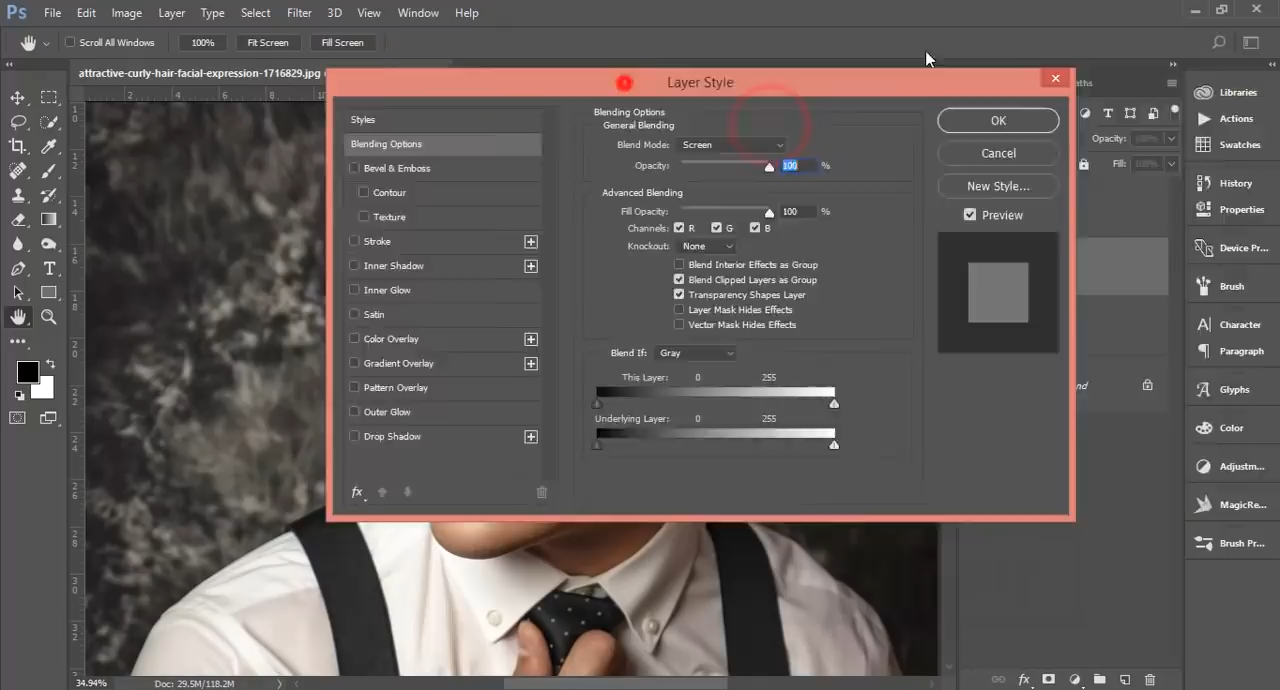 Ps File Edit Image Layer Type Select Filter 3D View Window Help
Scroll All Windows 100% Fit Screen Fill Screen
attractive-curly-hair-facial-expression-1716829.jpg
Layer Style
Styles
Blending Options
Bevel & Emboss
Contour
Texture
Stroke
Inner Shadow
Inner Glow
Satin
Color Overlay
Gradient Overlay
Pattern Overlay
Outer Glow
Drop Shadow
fx
Blending Options
General Blending
Blend Mode: Screen
Opacity: 100 %
Advanced Blending
Fill Opacity: 100 %
Channels: R G B
Knockout: None
Blend Interior Effects as Group
Blend Clipped Layers as Group
Transparency Shapes Layer
Layer Mask Hides Effects
Vector Mask Hides Effects
Blend If: Gray
This Layer: 0 255
Underlying Layer: 0 255
OK
Cancel
New Style...
Preview
Opacity: 100%
Fill: 100%
Libraries
Actions
Swatches
History
Properties
Device Pr...
Brush
Character
Paragraph
Glyphs
Color
Adjustm...
MagicRe...
Brush Pr...
34.94% Doc: 29.5M/118.2M
fx